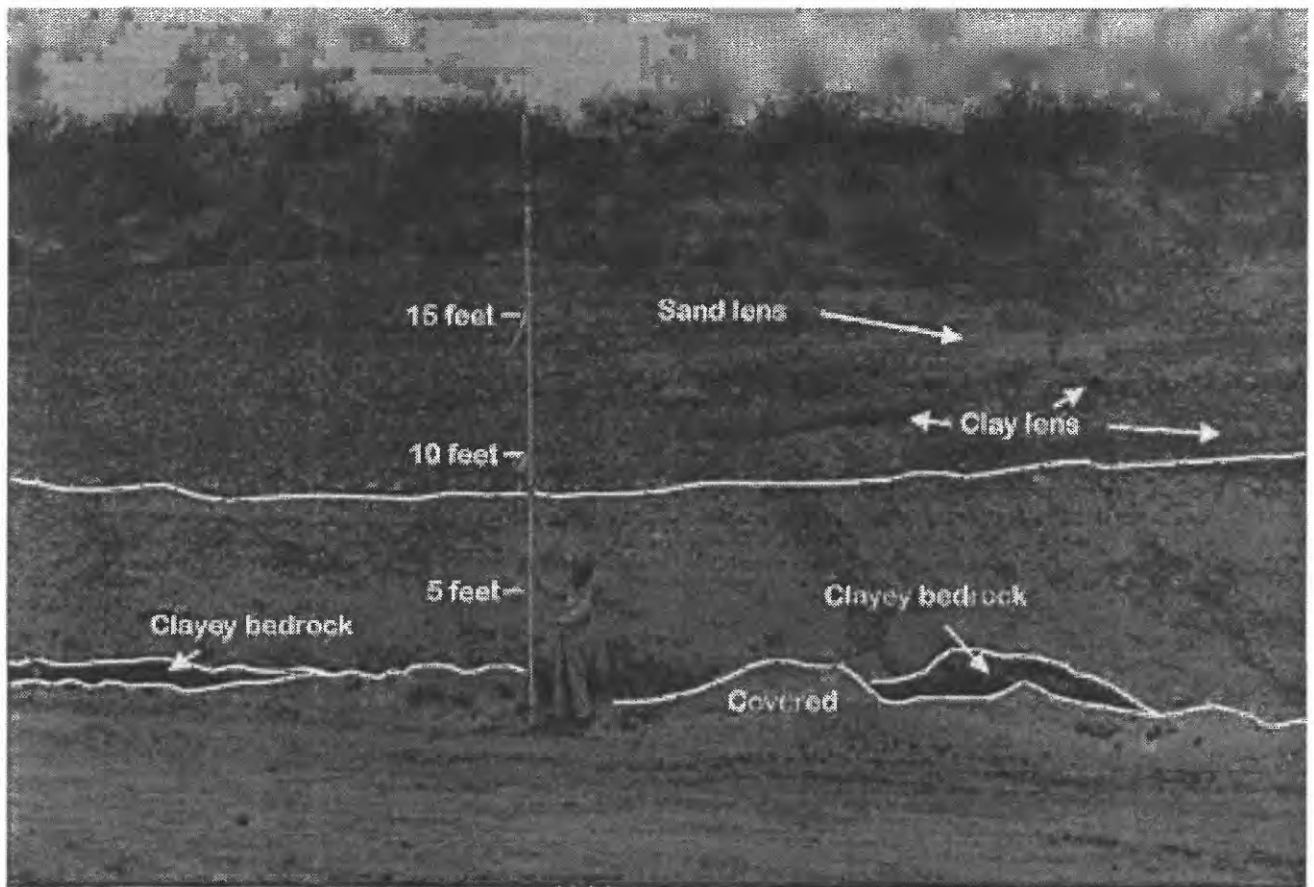 15 feet
Sand lens
Clay lens
10 feet
5 feet
Clayey bedrock
Clayey bedrock
Covered